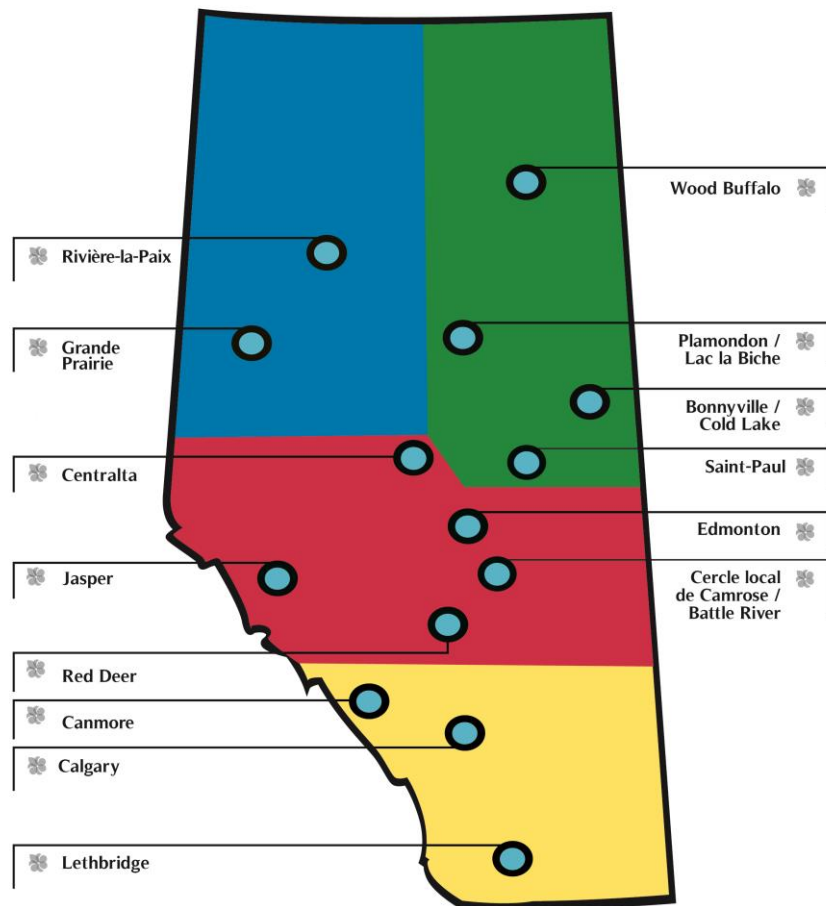 Wood Buffalo
Rivière-la-Paix
Grande
Prairie
Plamondon /
Lac la Biche
Bonnyville /
Cold Lake
Centralta
Saint-Paul
Edmonton
Jasper
Cercle local
de Camrose /
Battle River
Red Deer
Canmore
Calgary
Lethbridge